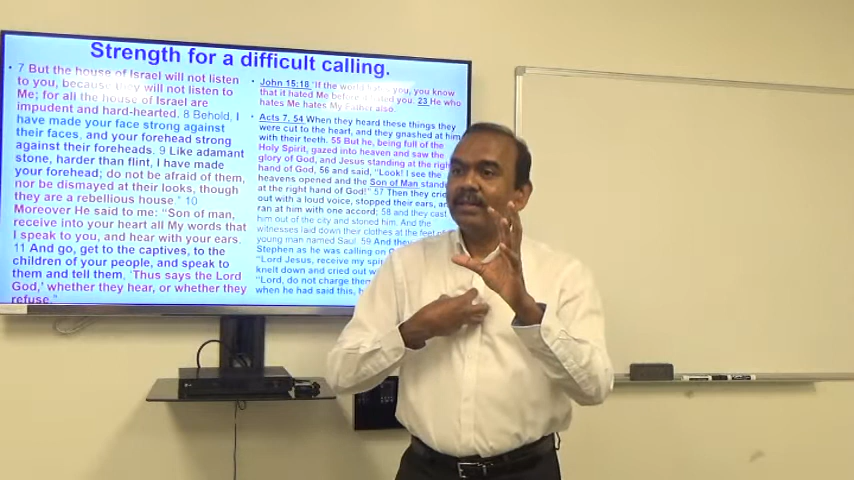 Strength for a difficult calling.
• 7 But the house of Israel will not listen
to you, because they will not listen to
Me; for all the house of Israel are
impudent and hard-hearted. 8 Behold, I
have made your face strong against
their faces, and your forehead strong
against their foreheads. 9 Like adamant
stone, harder than flint, I have made
your forehead; do not be afraid of them,
nor be dismayed at their looks, though
they are a rebellious house." 10
Moreover He said to me: "Son of man,
receive into your heart all My words that
I speak to you, and hear with your ears.
11 And go, get to the captives, to the
children of your people, and speak to
them and tell them, 'Thus says the Lord
God,' whether they hear, or whether they
refuse."
• John 15:18 "If the world you, you know
that it hated Me before you. 23 He who
hates Me hates My Father also.
• Acts 7, 54 When they heard these things they
were cut to the heart, and they gnashed at him
with their teeth. 55 But he, being full of the
Holy Spirit, gazed into heaven and saw the
glory of God, and Jesus standing at the right
hand of God, 56 and said, "Look! I see the
heavens opened and the Son of Man
at the right hand of God!" 57 Then they
out with a loud voice, stopped their ears,
ran at him with one accord; 58 and they cast
him out of the city and stoned him. And the
witnesses laid down their clothes at the feet
young man named Saul. 59 And
Stephen as he was calling on
"Lord Jesus, receive my
knelt down and cried out
"Lord, do not charge
when he had said this,